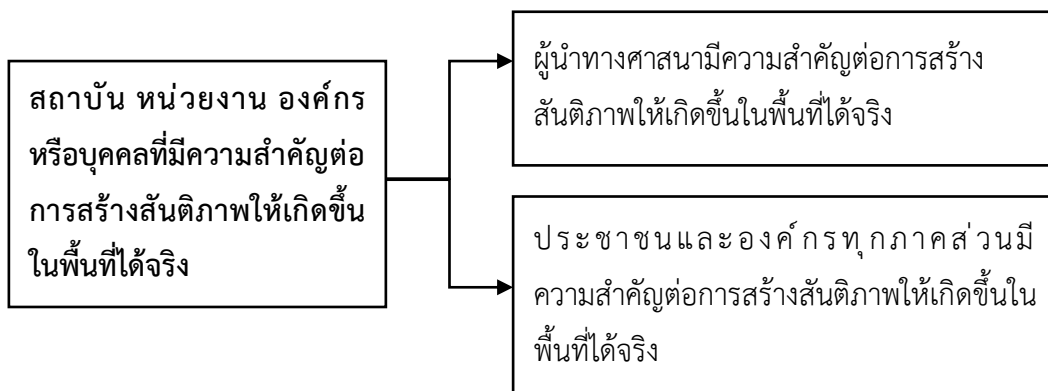 สถาบัน หน่วยงาน องค์กร
หรือบุคคลที่มีความสำคัญต่อ
การสร้างสันติภาพให้เกิดขึ้น
ในพื้นที่ได้จริง
ผู้นำทางศาสนามีความสำคัญต่อการสร้าง
สันติภาพให้เกิดขึ้นในพื้นที่ได้จริง
ประชาชนและองค์กรทุกภาคส่วนมี
ความสำคัญต่อการสร้างสันติภาพให้เกิดขึ้นใน
พื้นที่ได้จริง